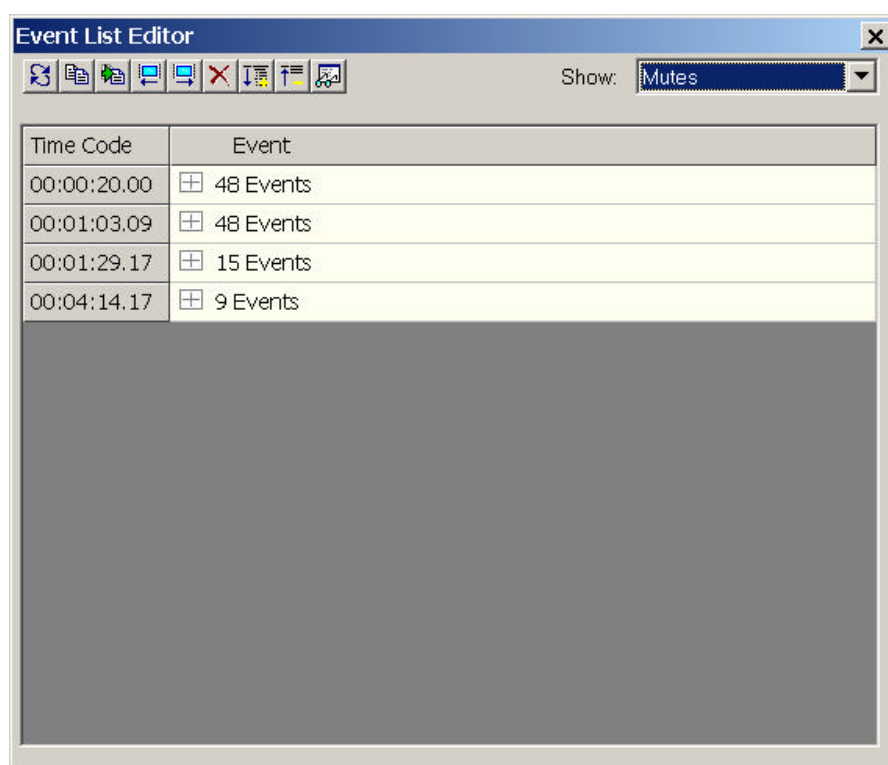 Event List Editor
Show: Mutes
Time Code Event
00:00:20.00 48 Events
00:01:03.09 48 Events
00:01:29.17 15 Events
00:04:14.17 9 Events